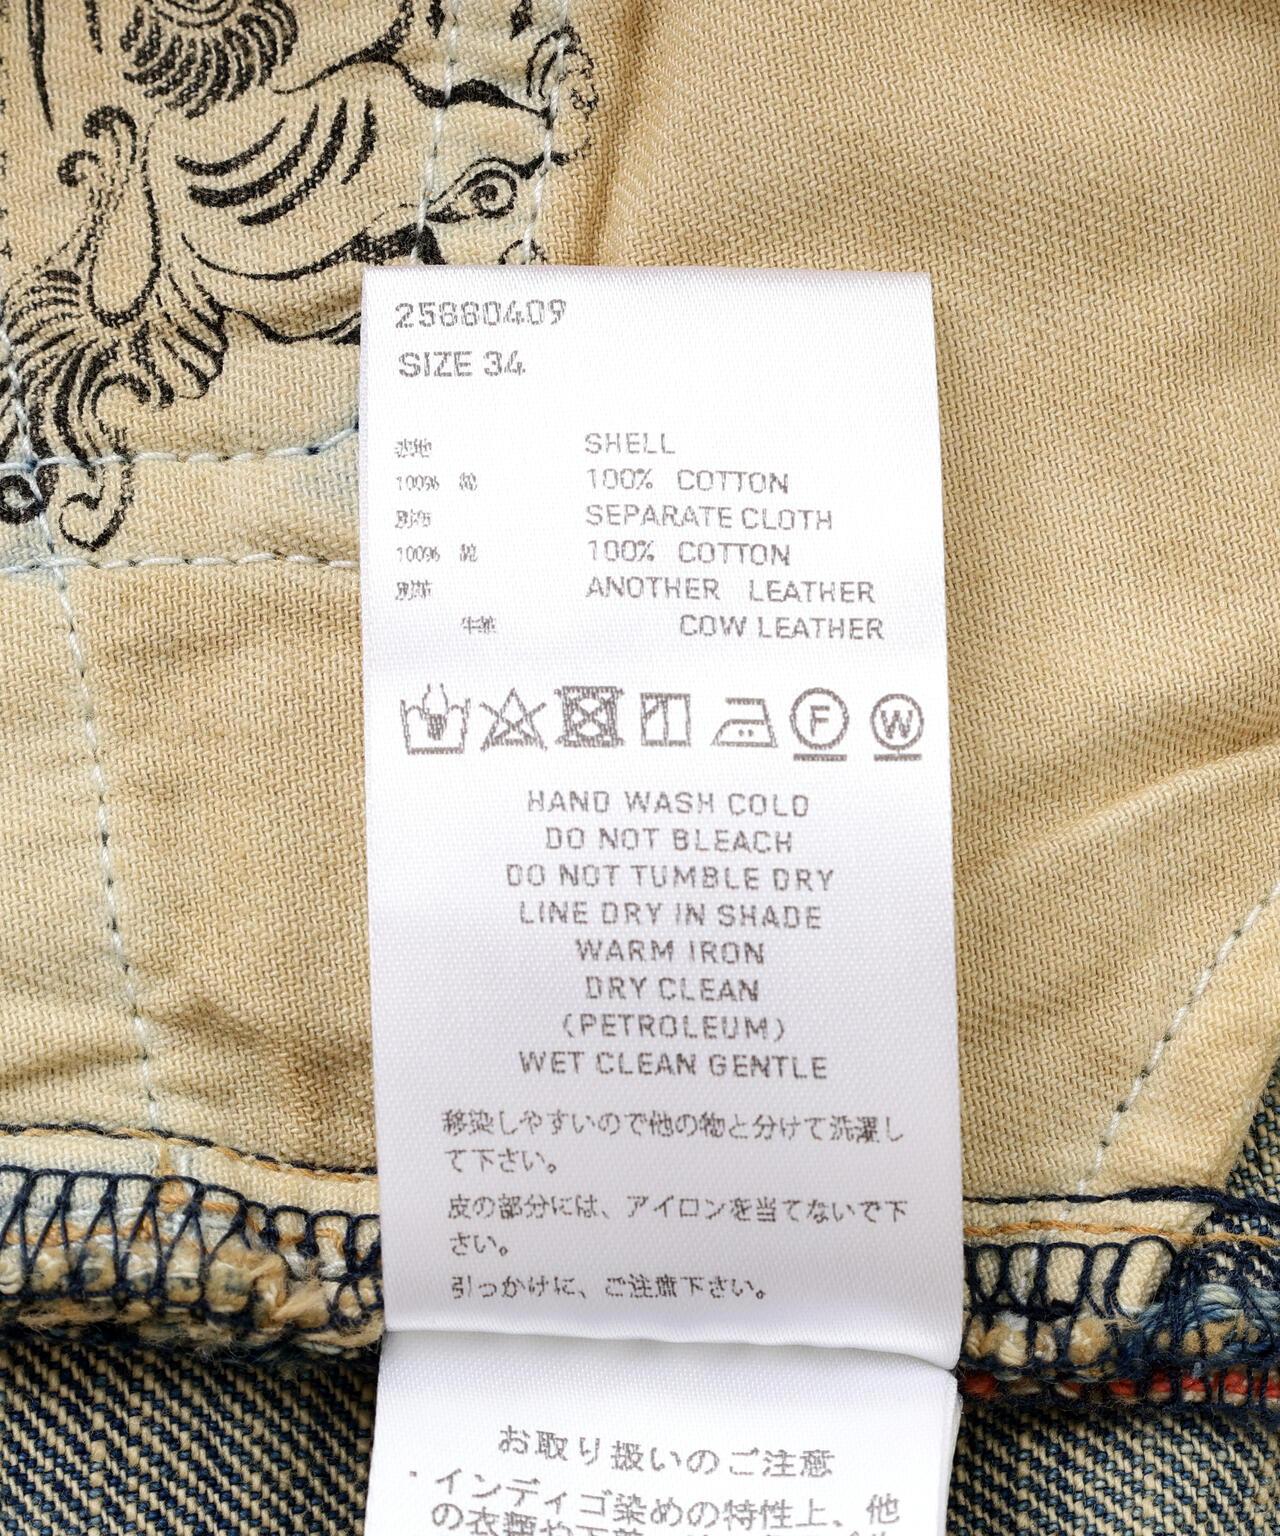 25880409
SIZE 34
表地 SHELL
100% 綿 100% COTTON
別布 SEPARATE CLOTH
100% 綿 100% COTTON
別革 ANOTHER LEATHER
牛革 COW LEATHER
F W
HAND WASH COLD
DO NOT BLEACH
DO NOT TUMBLE DRY
LINE DRY IN SHADE
WARM IRON
DRY CLEAN
(PETROLEUM)
WET CLEAN GENTLE
移染しやすいので他の物と分けて洗濯し
て下さい。
皮の部分には、アイロンを当てないで下
さい。
引っかけに、ご注意下さい。
お取り扱いのご注意
・インディゴ染めの特性上、他
の衣類や